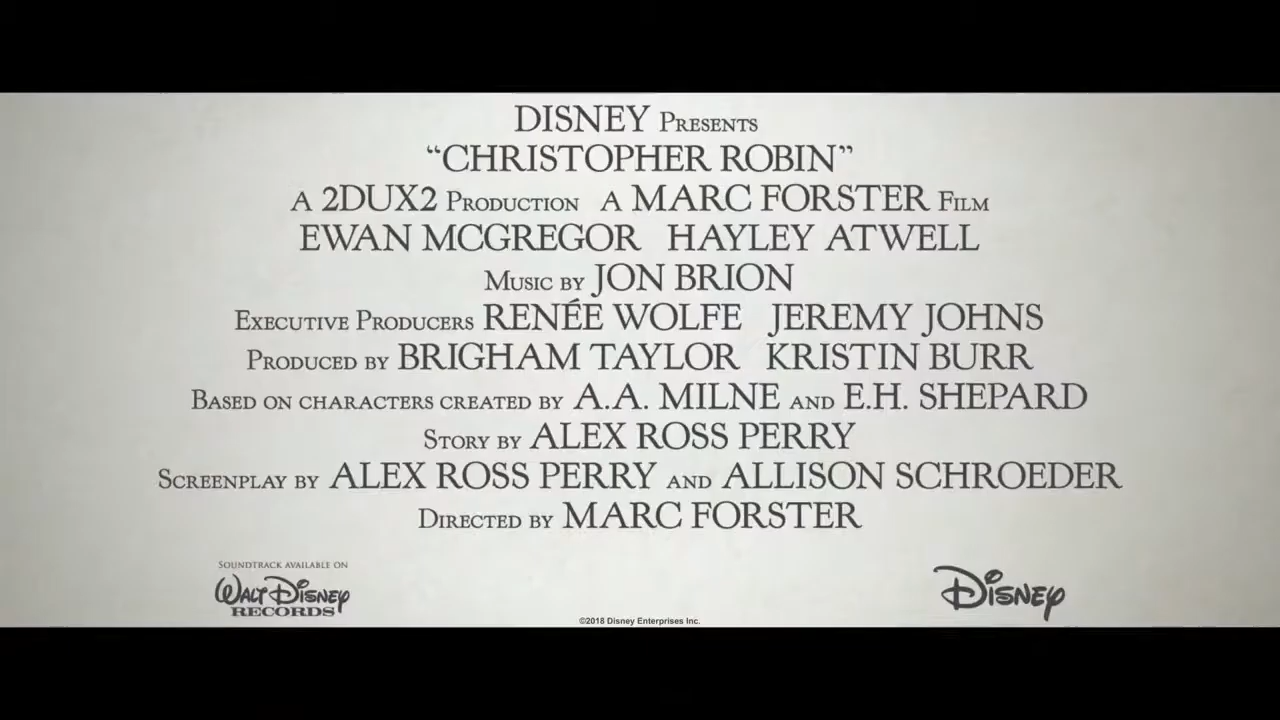 DISNEY PRESENTS
“CHRISTOPHER ROBIN”
A 2DUX2 PRODUCTION A MARC FORSTER FILM
EWAN MCGREGOR HAYLEY ATWELL
MUSIC BY JON BRION
EXECUTIVE PRODUCERS RENÉE WOLFE JEREMY JOHNS
PRODUCED BY BRIGHAM TAYLOR KRISTIN BURR
BASED ON CHARACTERS CREATED BY A.A. MILNE AND E.H. SHEPARD
STORY BY ALEX ROSS PERRY
SCREENPLAY BY ALEX ROSS PERRY AND ALLISON SCHROEDER
DIRECTED BY MARC FORSTER
SOUNDTRACK AVAILABLE ON
WALT DISNEY
RECORDS
DISNEY
©2018 Disney Enterprises Inc.